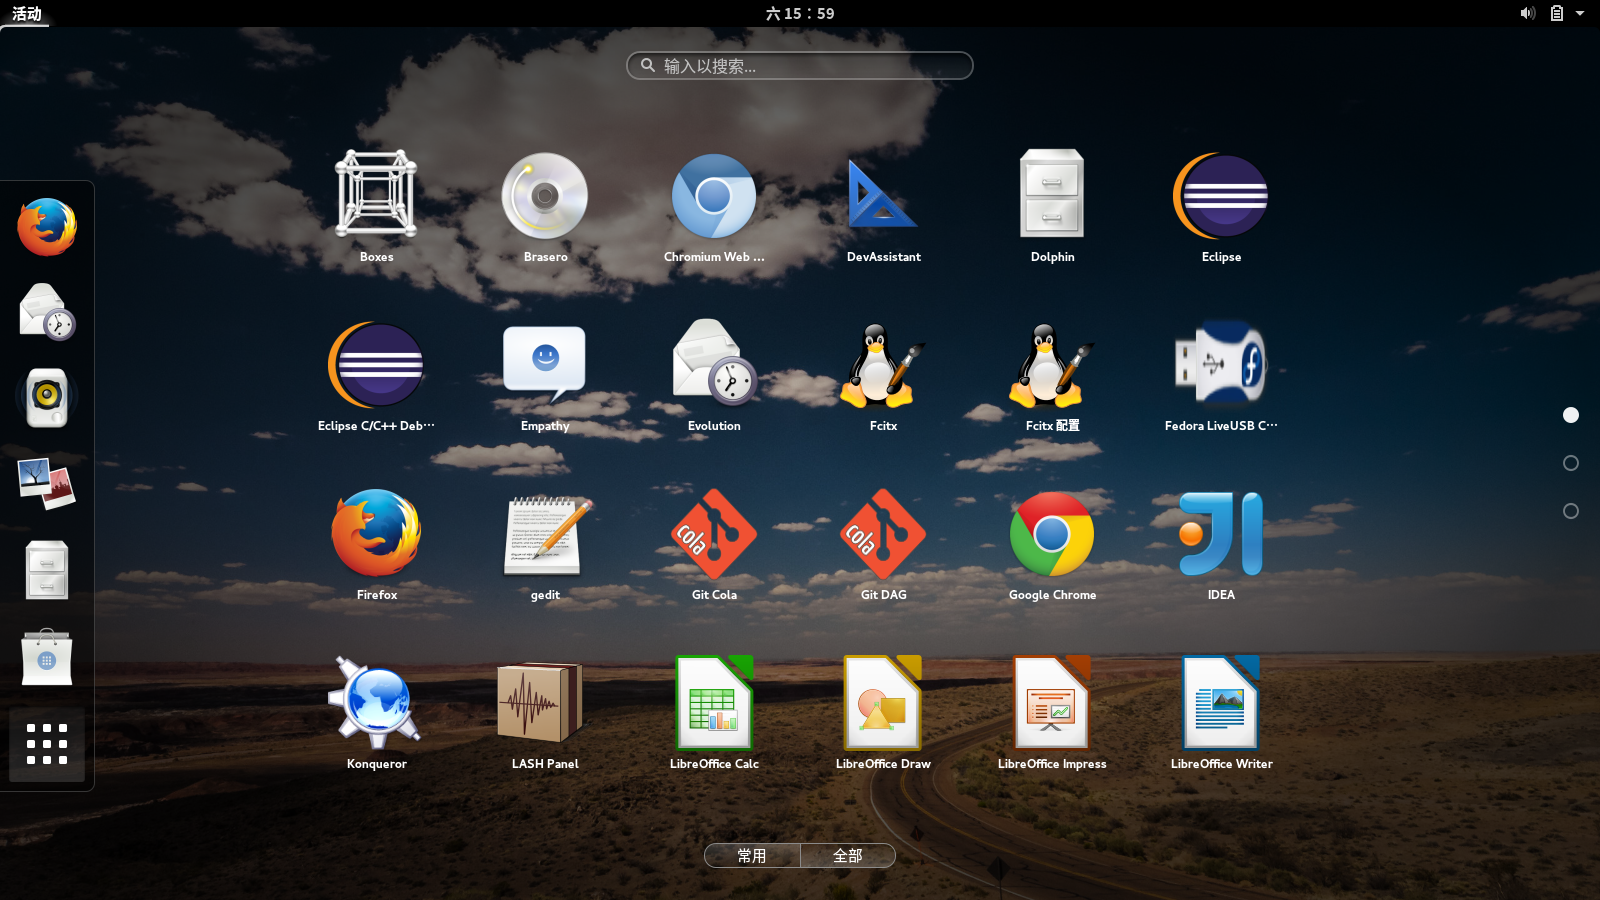 活动
六 15：59
输入以搜索...
Boxes
Brasero
Chromium Web ...
DevAssistant
Dolphin
Eclipse
Eclipse C/C++ Deb...
Empathy
Evolution
Fcitx
Fcitx 配置
Fedora LiveUSB C...
Firefox
gedit
cola
Git Cola
cola
Git DAG
Google Chrome
IDEA
Konqueror
LASH Panel
LibreOffice Calc
LibreOffice Draw
LibreOffice Impress
LibreOffice Writer
常用
全部